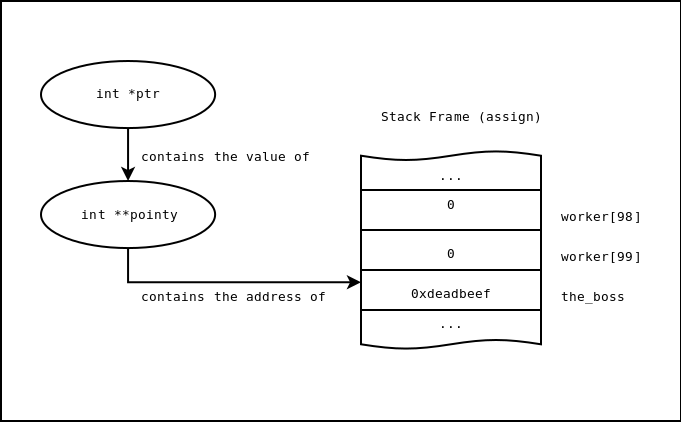 int *ptr
contains the value of
int **pointy
contains the address of
Stack Frame (assign)
...
0
worker[98]
0
worker[99]
0xdeadbeef
the_boss
...